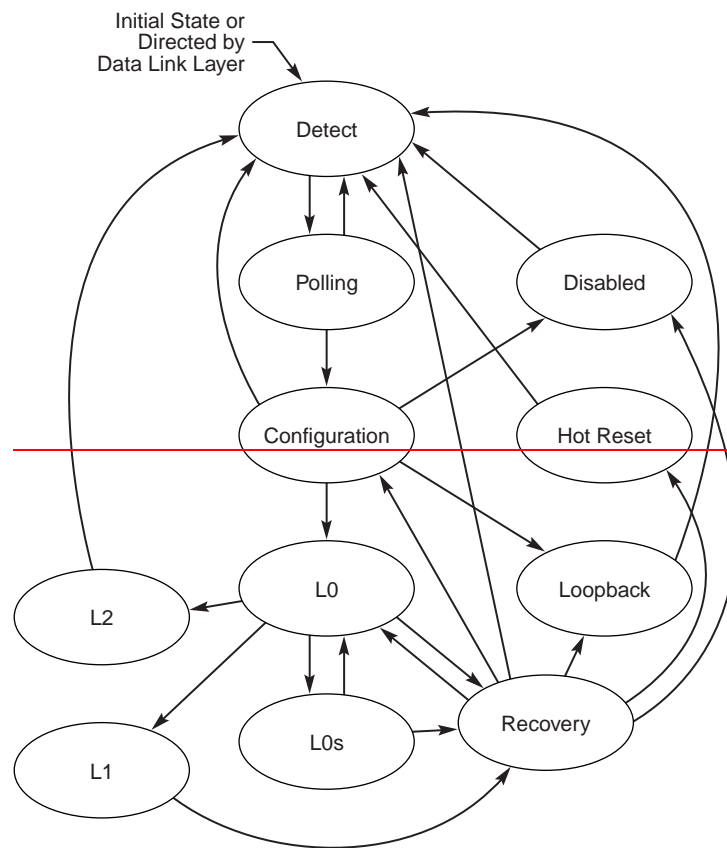 Initial State or
Directed by
Data Link Layer
Detect
Polling
Disabled
Configuration
Hot Reset
L0
Loopback
L2
Recovery
L0s
L1